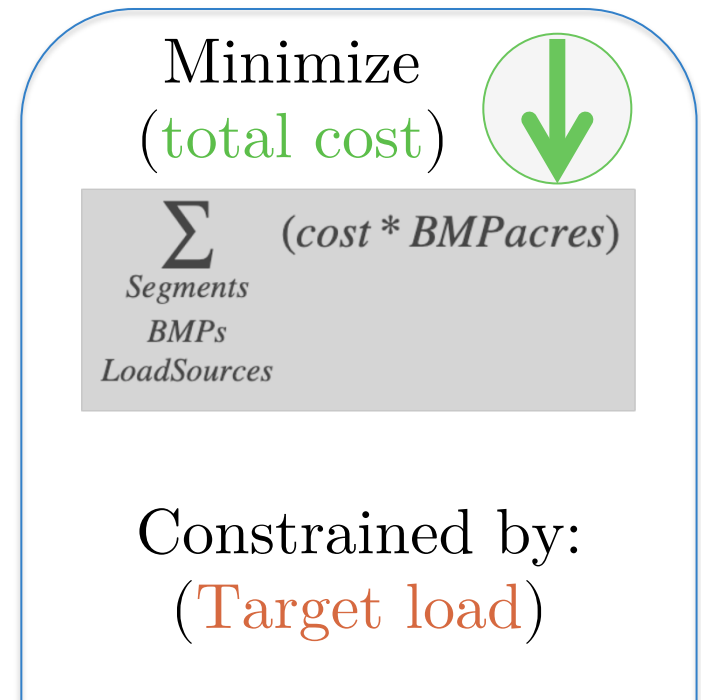 Minimize
(total cost)
∑ (cost * BMPacres)
Segments
BMPs
LoadSources
Constrained by:
(Target load)